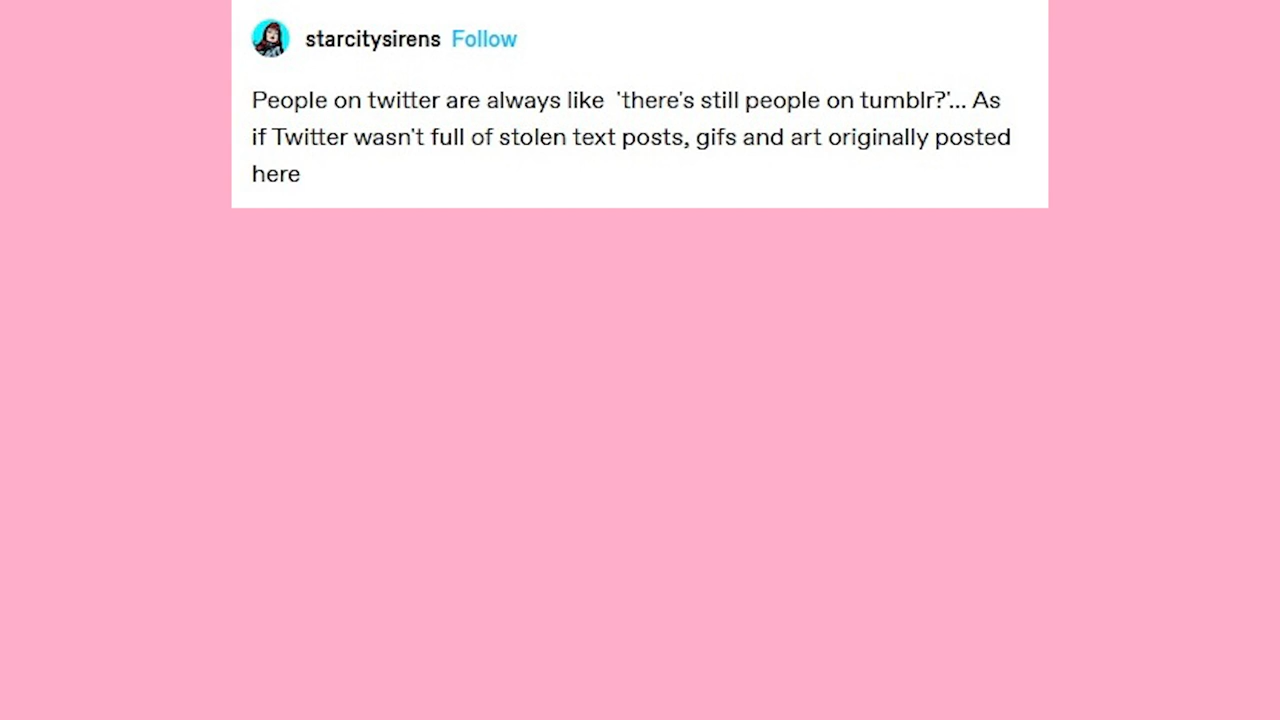 starcitysirens Follow
People on twitter are always like  'there's still people on tumblr?'... As
if Twitter wasn't full of stolen text posts, gifs and art originally posted
here